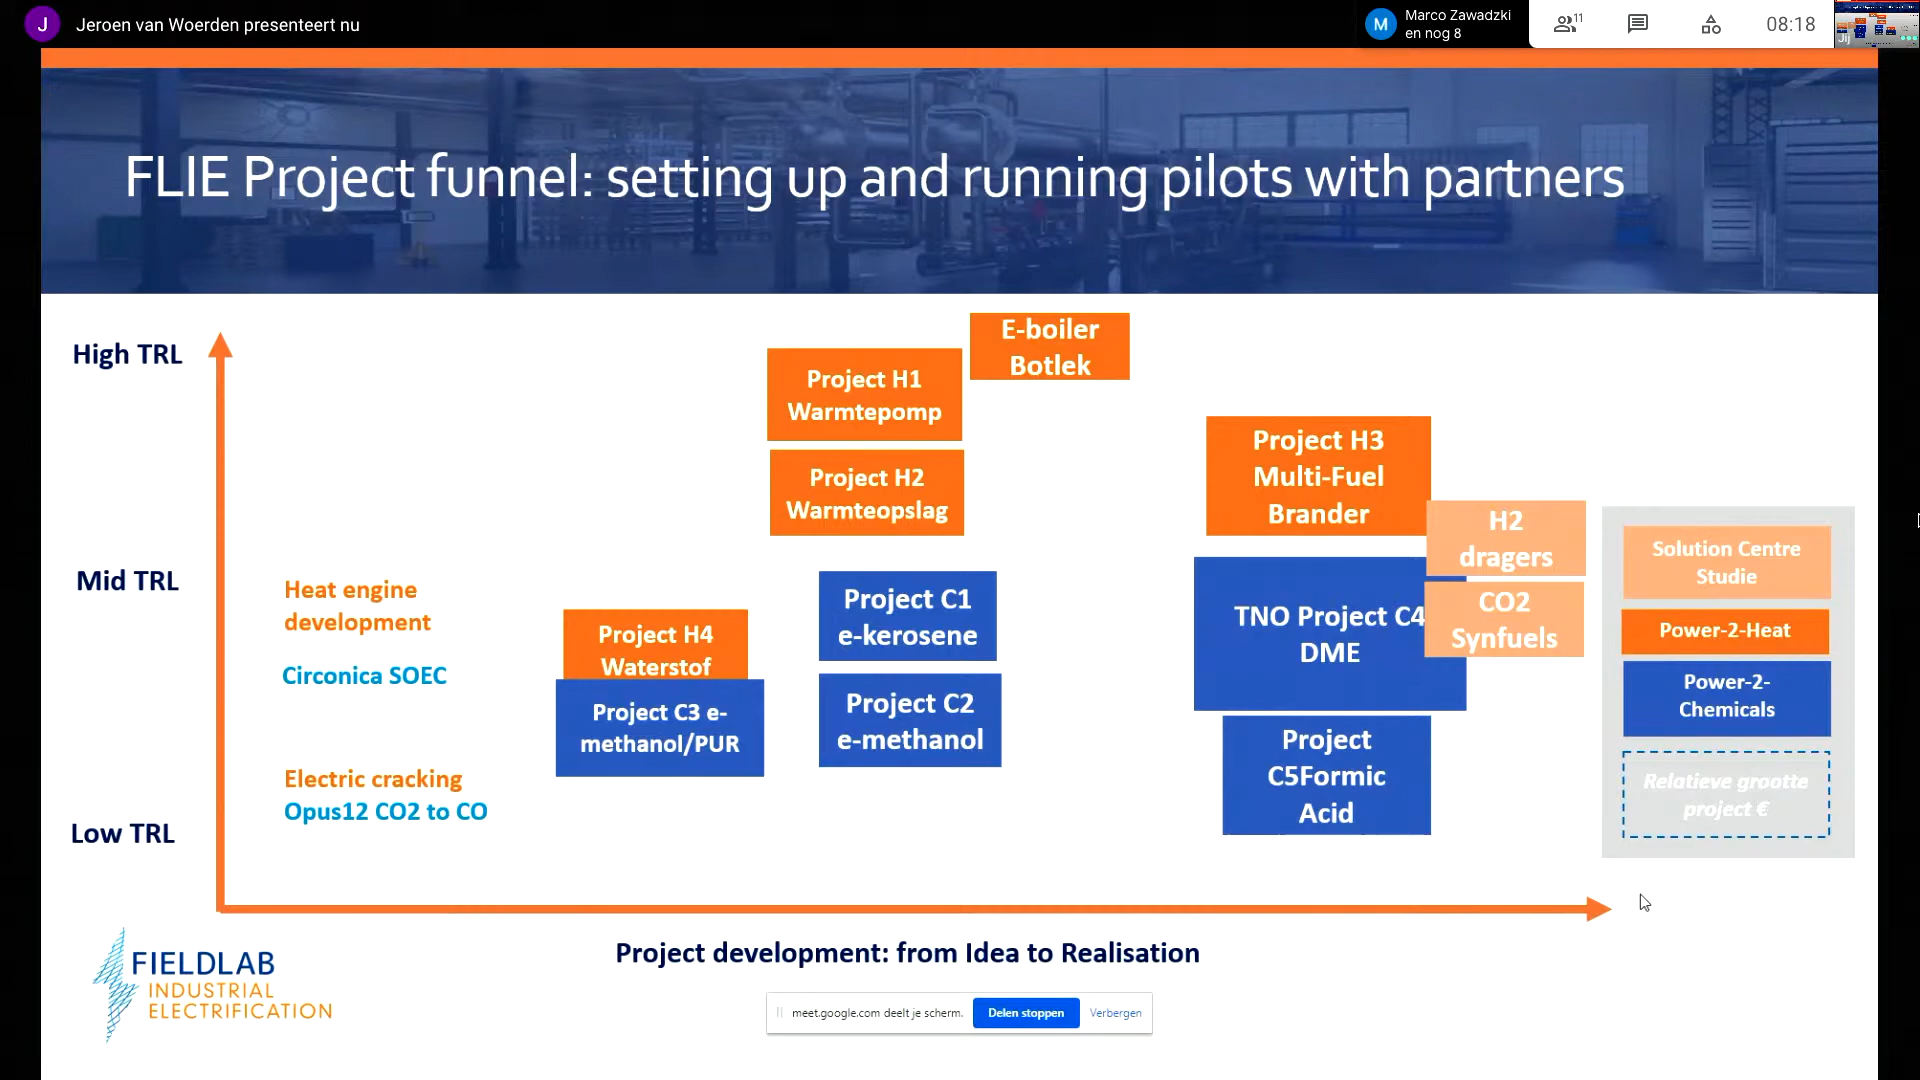 J
Jeroen van Woerden presenteert nu
M
Marco Zawadzki
en nog 8
11
08:18
FLIE Project funnel: setting up and running pilots with partners
High TRL
Mid TRL
Low TRL
E-boiler
Botlek
Project H1
Warmtepomp
Project H2
Warmteopslag
Project H3
Multi-Fuel
Brander
H2
dragers
CO2
Synfuels
Heat engine
development
Circonica SOEC
Project H4
Waterstof
Project C3 e-
methanol/PUR
Project C1
e-kerosene
Project C2
e-methanol
TNO Project C4
DME
Project
C5Formic
Acid
Electric cracking
Opus12 CO2 to CO
Solution Centre
Studie
Power-2-Heat
Power-2-
Chemicals
Relatieve grootte
project €
Project development: from Idea to Realisation
FIELDLAB
INDUSTRIAL
ELECTRIFICATION
meet.google.com deelt je scherm.
Delen stoppen
Verbergen